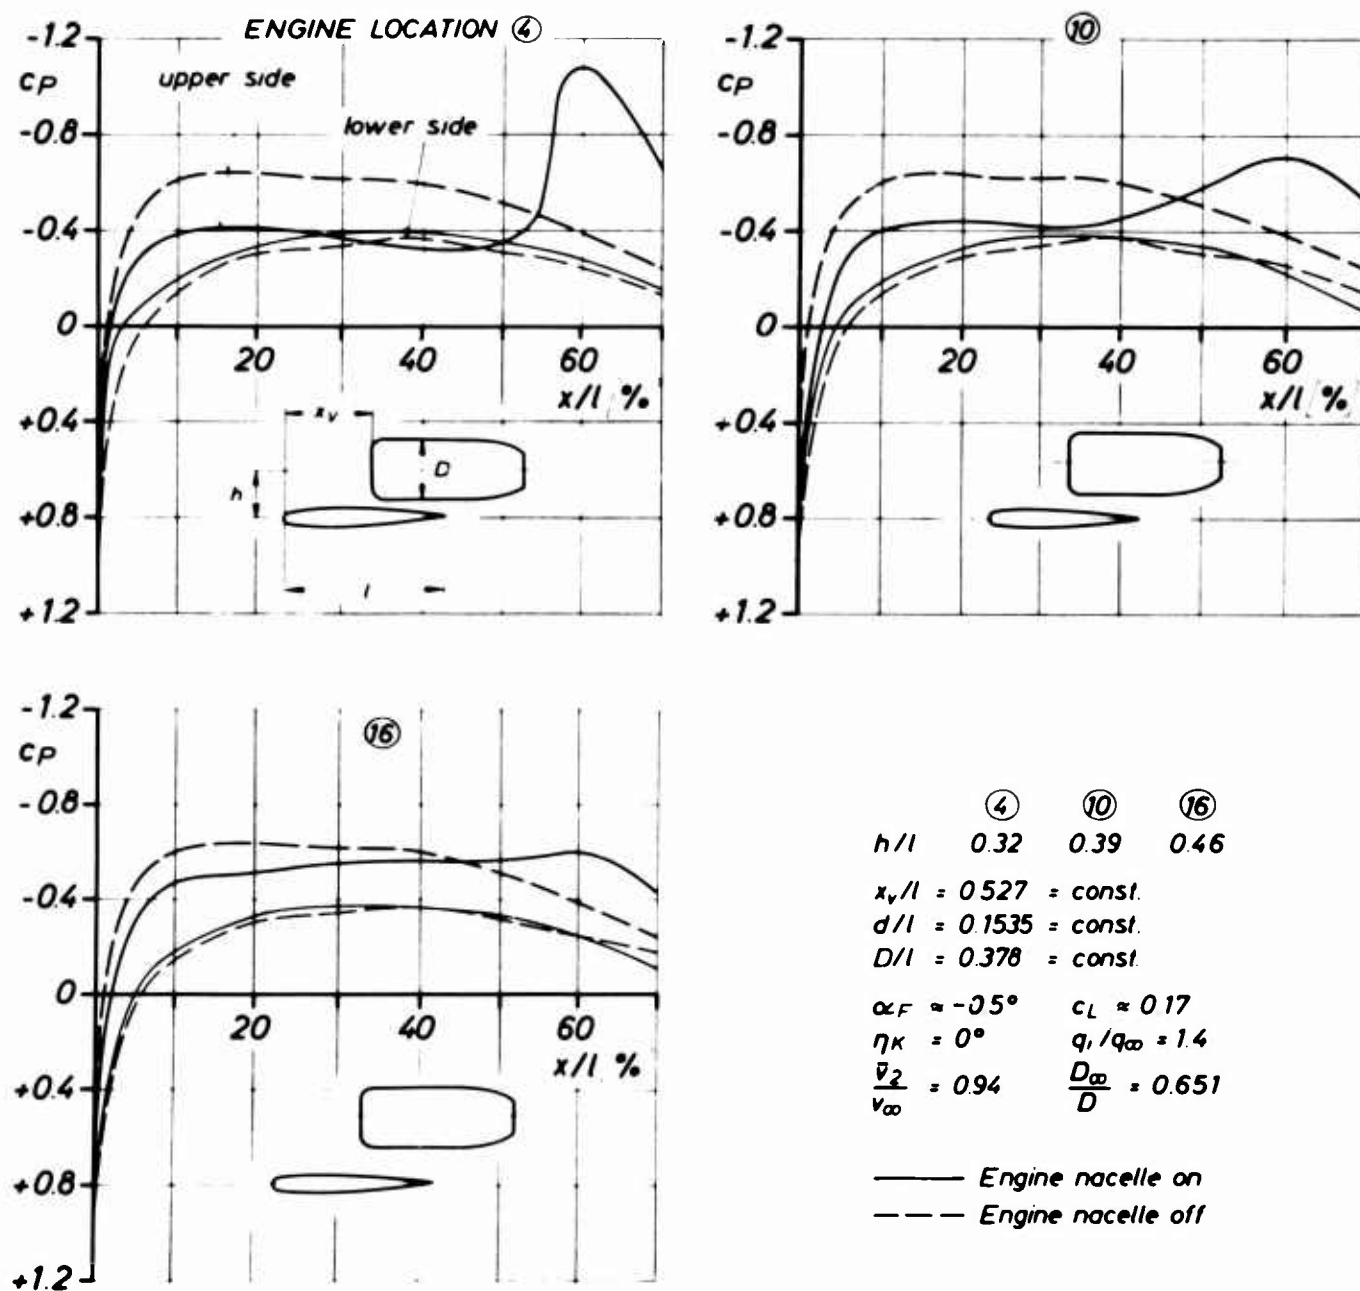 ENGINE LOCATION ④
-1.2
cp
upper side
-0.8
lower side
-0.4
0
20
40
60
x/l %
+0.4
xv
D
h
+0.8
l
+1.2
⑩
-1.2
cp
-0.8
-0.4
0
20
40
60
x/l %
+0.4
+0.8
+1.2
⑯
-1.2
cp
-0.8
-0.4
0
20
40
60
x/l %
+0.4
+0.8
+1.2
④ ⑩ ⑯
h/l 0.32 0.39 0.46
xv/l = 0.527 = const.
d/l = 0.1535 = const.
D/l = 0.378 = const.
αF ≈ -0.5° cL ≈ 0.17
ηK = 0° q1/q∞ = 1.4
v̄2/v∞ = 0.94 D∞/D = 0.651
Engine nacelle on
Engine nacelle off